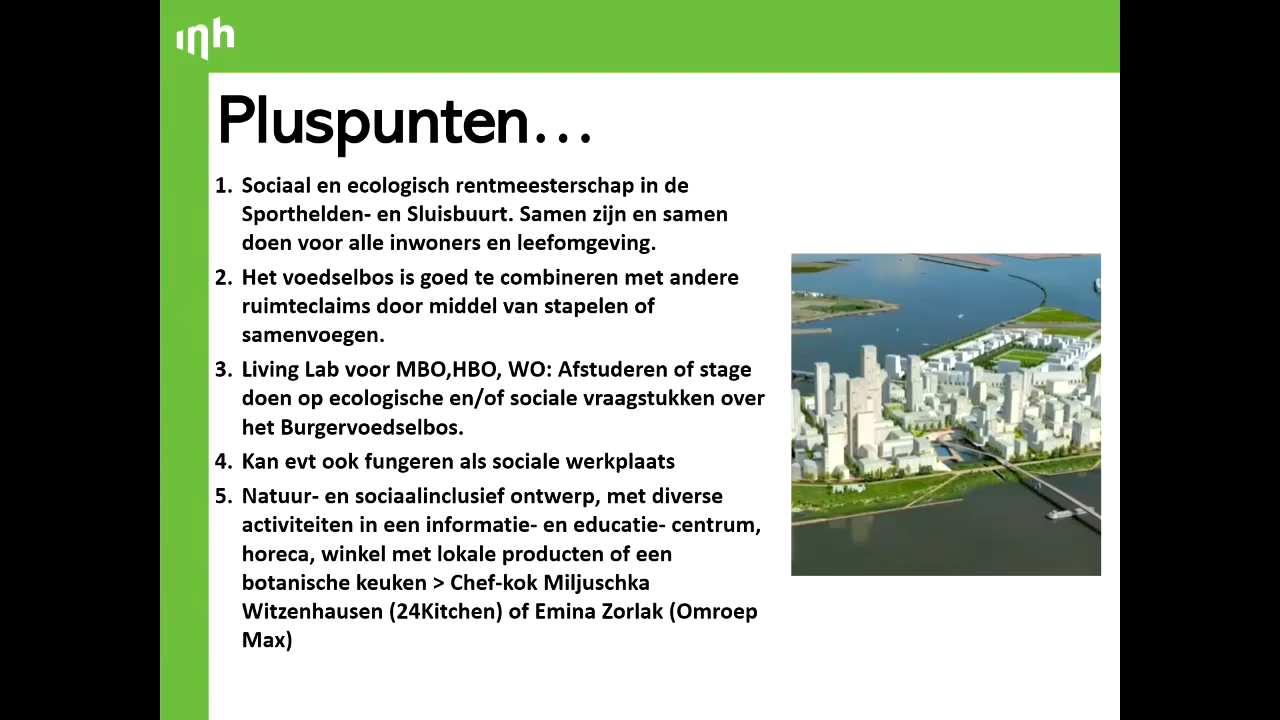 inh
Pluspunten...
1. Sociaal en ecologisch rentmeesterschap in de
Sporthelden- en Sluisbuurt. Samen zijn en samen
doen voor alle inwoners en leefomgeving.
2. Het voedselbos is goed te combineren met andere
ruimteclaims door middel van stapelen of
samenvoegen.
3. Living Lab voor MBO,HBO, WO: Afstuderen of stage
doen op ecologische en/of sociale vraagstukken over
het Burgervoedselbos.
4. Kan evt ook fungeren als sociale werkplaats
5. Natuur- en sociaalinclusief ontwerp, met diverse
activiteiten in een informatie- en educatie- centrum,
horeca, winkel met lokale producten of een
botanische keuken > Chef-kok Miljuschka
Witzenhausen (24Kitchen) of Emina Zorlak (Omroep
Max)